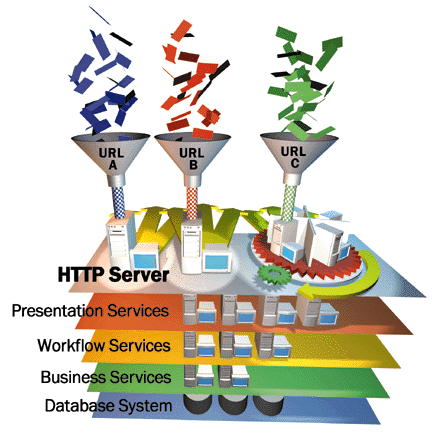 URL
A
URL
B
URL
C
HTTP Server
Presentation Services
Workflow Services
Business Services
Database System